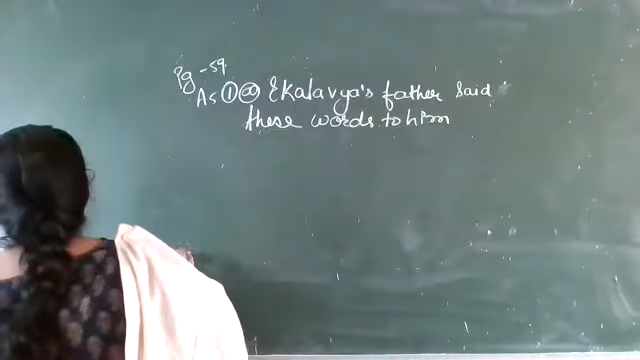 Pg-59
As ① ⓐ Ekalavya's father said
these words to him